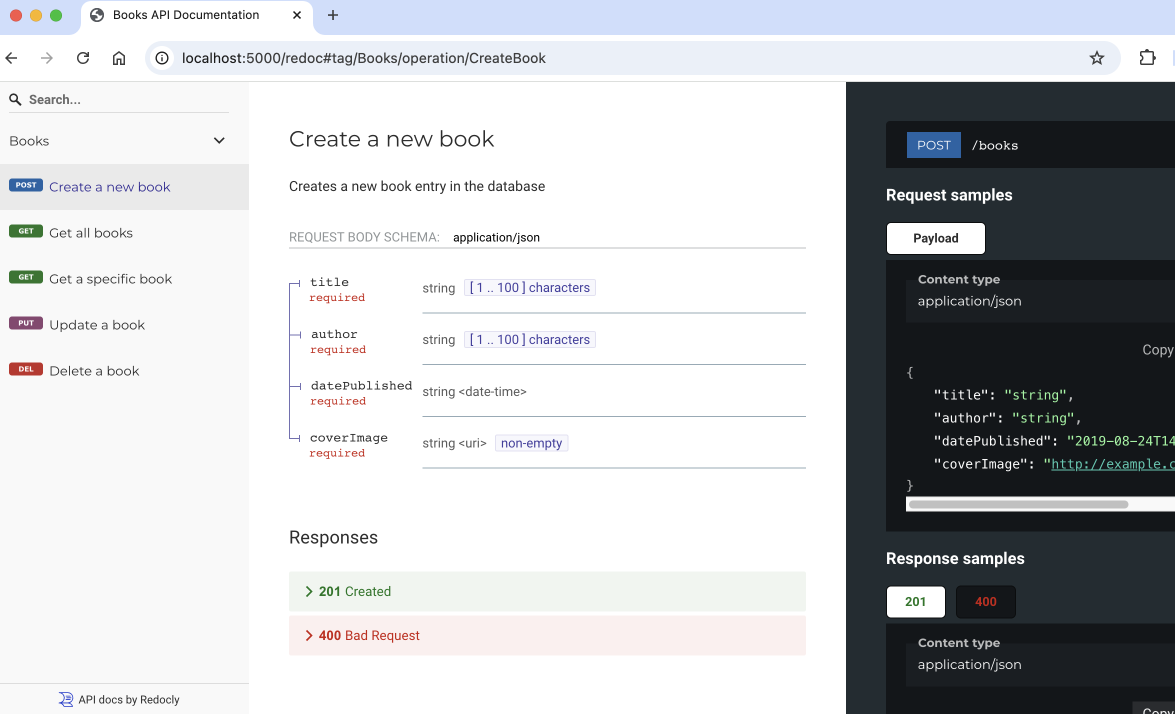 Books API Documentation
localhost:5000/redoc#tag/Books/operation/CreateBook
Search...
Books
POST Create a new book
GET Get all books
GET Get a specific book
PUT Update a book
DEL Delete a book
API docs by Redocly
Create a new book
Creates a new book entry in the database
REQUEST BODY SCHEMA: application/json
title
required
string [ 1 .. 100 ] characters
author
required
string [ 1 .. 100 ] characters
datePublished
required
string <date-time>
coverImage
required
string <uri> non-empty
Responses
201 Created
400 Bad Request
POST /books
Request samples
Payload
Content type
application/json
Copy
{
"title": "string",
"author": "string",
"datePublished": "2019-08-24T14
"coverImage": "http://example.c
}
Response samples
201 400
Content type
application/json
Copy